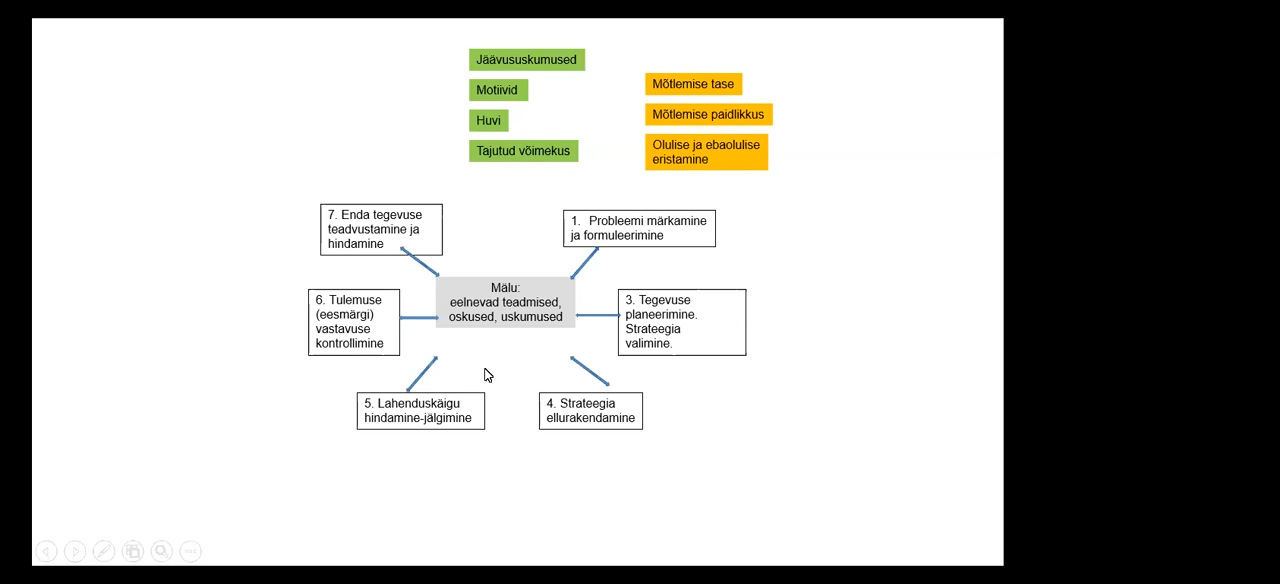 Jäävususkumused
Motiivid
Huvi
Tajutud võimekus
Mõtlemise tase
Mõtlemise paidlikkus
Olulise ja ebaolulise
eristamine
7. Enda tegevuse
teadvustamine ja
hindamine
1. Probleemi märkamine
ja formuleerimine
Mälu:
eelnevad teadmised,
oskused, uskumused
6. Tulemuse
(eesmärgi)
vastavuse
kontrollimine
3. Tegevuse
planeerimine.
Strateegia
valimine.
5. Lahenduskäigu
hindamine-jälgimine
4. Strateegia
ellurakendamine